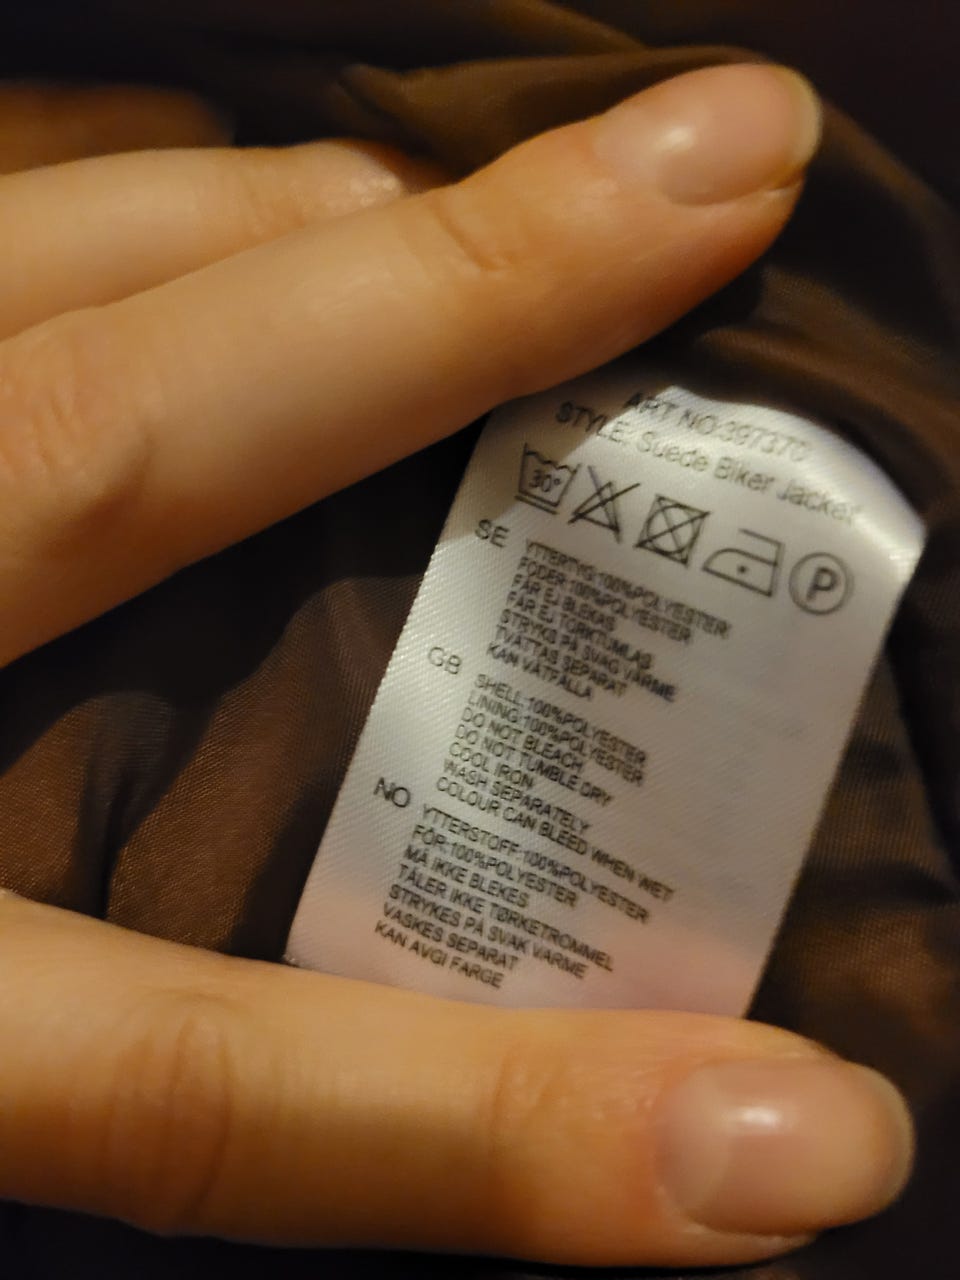 ART NO:397370
STYLE: Suede Biker Jacket
30°
P
SE
YTTERTYG:100%POLYESTER
FODER:100%POLYESTER
FÅR EJ BLEKAS
FÅR EJ TORKTUMLAS
STRYKS PÅ SVAG VÄRME
TVÄTTAS SEPARAT
KAN VATFÄLLA
GB
SHELL:100%POLYESTER
LINING:100%POLYESTER
DO NOT BLEACH
DO NOT TUMBLE DRY
COOL IRON
WASH SEPARATELY
COLOUR CAN BLEED WHEN WET
NO
YTTERSTOFF:100%POLYESTER
FÔR:100%POLYESTER
MÅ IKKE BLEKES
TÅLER IKKE TØRKETROMMEL
STRYKES PÅ SVAK VARME
VASKES SEPARAT
KAN AVGI FARGE